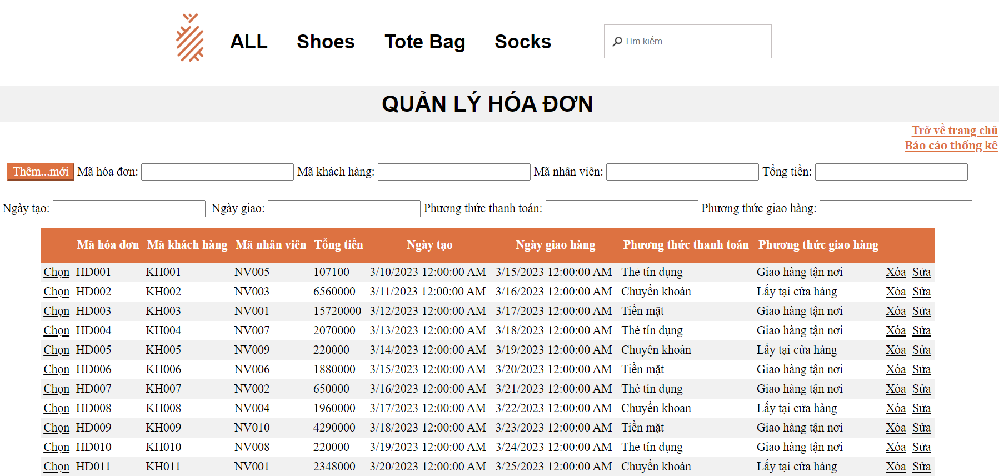 ALL Shoes Tote Bag Socks Tìm kiếm
QUẢN LÝ HÓA ĐƠN
Trở về trang chủ
Báo cáo thống kê
Thêm...mới Mã hóa đơn: Mã khách hàng: Mã nhân viên: Tổng tiền:
Ngày tạo: Ngày giao: Phương thức thanh toán: Phương thức giao hàng:
Mã hóa đơn Mã khách hàng Mã nhân viên Tổng tiền Ngày tạo Ngày giao hàng Phương thức thanh toán Phương thức giao hàng
Chọn HD001 KH001 NV005 107100 3/10/2023 12:00:00 AM 3/15/2023 12:00:00 AM Thẻ tín dụng Giao hàng tận nơi Xóa Sửa
Chọn HD002 KH002 NV003 6560000 3/11/2023 12:00:00 AM 3/16/2023 12:00:00 AM Chuyển khoản Lấy tại cửa hàng Xóa Sửa
Chọn HD003 KH003 NV001 15720000 3/12/2023 12:00:00 AM 3/17/2023 12:00:00 AM Tiền mặt Giao hàng tận nơi Xóa Sửa
Chọn HD004 KH004 NV007 2070000 3/13/2023 12:00:00 AM 3/18/2023 12:00:00 AM Thẻ tín dụng Giao hàng tận nơi Xóa Sửa
Chọn HD005 KH005 NV009 220000 3/14/2023 12:00:00 AM 3/19/2023 12:00:00 AM Chuyển khoản Lấy tại cửa hàng Xóa Sửa
Chọn HD006 KH006 NV006 1880000 3/15/2023 12:00:00 AM 3/20/2023 12:00:00 AM Tiền mặt Giao hàng tận nơi Xóa Sửa
Chọn HD007 KH007 NV002 650000 3/16/2023 12:00:00 AM 3/21/2023 12:00:00 AM Thẻ tín dụng Giao hàng tận nơi Xóa Sửa
Chọn HD008 KH008 NV004 1960000 3/17/2023 12:00:00 AM 3/22/2023 12:00:00 AM Chuyển khoản Lấy tại cửa hàng Xóa Sửa
Chọn HD009 KH009 NV010 4290000 3/18/2023 12:00:00 AM 3/23/2023 12:00:00 AM Tiền mặt Giao hàng tận nơi Xóa Sửa
Chọn HD010 KH010 NV008 220000 3/19/2023 12:00:00 AM 3/24/2023 12:00:00 AM Thẻ tín dụng Giao hàng tận nơi Xóa Sửa
Chọn HD011 KH011 NV001 2348000 3/20/2023 12:00:00 AM 3/25/2023 12:00:00 AM Chuyển khoản Lấy tại cửa hàng Xóa Sửa